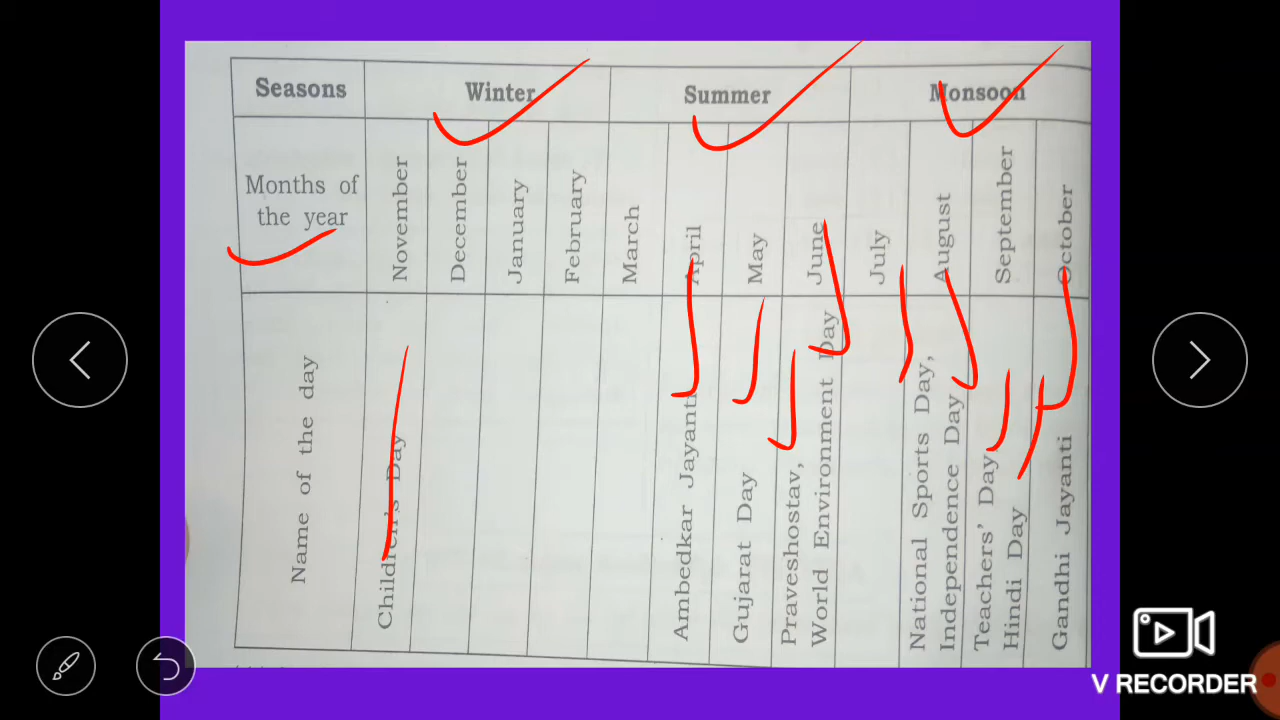 Seasons
Winter
Summer
Monsoon
Months of
the year
November
December
January
February
March
April
May
June
July
August
September
October
Name of the day
Children's Day
Ambedkar Jayanti
Gujarat Day
Praveshostav,
World Environment Day
National Sports Day,
Independence Day
Teachers' Day,
Hindi Day
Gandhi Jayanti
V RECORDER